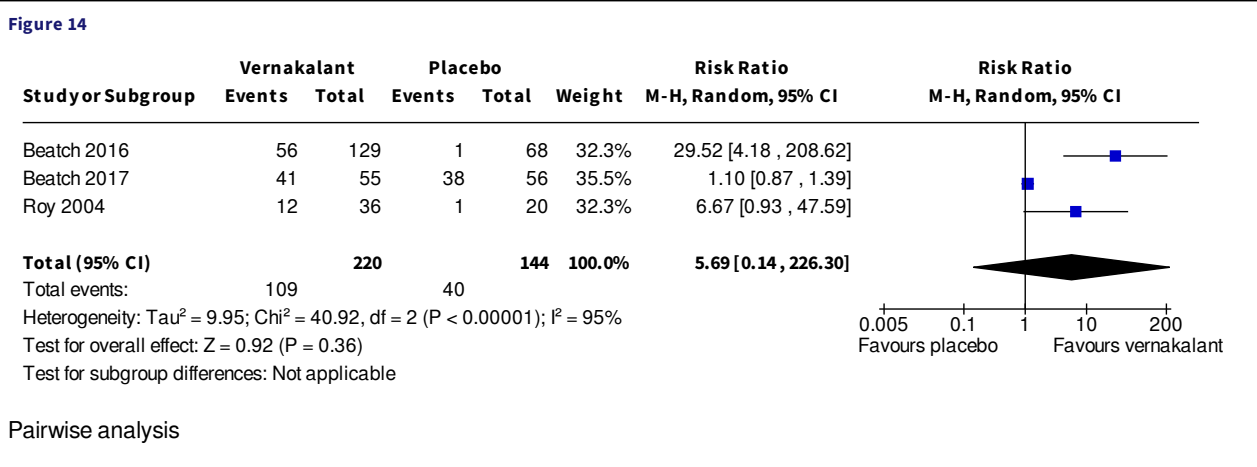 Figure 14
Vernakalant Placebo Risk Ratio Risk Ratio
Study or Subgroup Events Total Events Total Weight M-H, Random, 95% CI M-H, Random, 95% CI
Beatch 2016 56 129 1 68 32.3% 29.52 [4.18 , 208.62]
Beatch 2017 41 55 38 56 35.5% 1.10 [0.87 , 1.39]
Roy 2004 12 36 1 20 32.3% 6.67 [0.93 , 47.59]
Total (95% CI) 220 144 100.0% 5.69 [0.14 , 226.30]
Total events: 109 40
Heterogeneity: Tau² = 9.95; Chi² = 40.92, df = 2 (P < 0.00001); I² = 95%
0.005 0.1 1 10 200
Test for overall effect: Z = 0.92 (P = 0.36) Favours placebo Favours vernakalant
Test for subgroup differences: Not applicable
Pairwise analysis